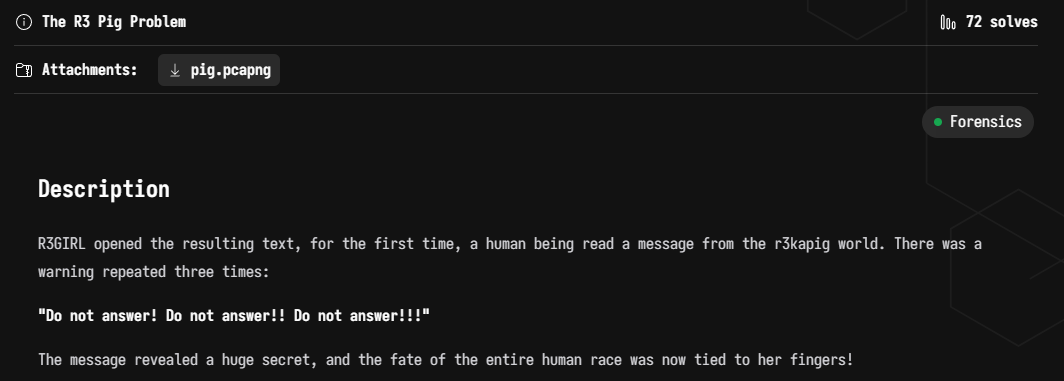 The R3 Pig Problem
72 solves
Attachments:
pig.pcapng
Forensics
Description
R3GIRL opened the resulting text, for the first time, a human being read a message from the r3kapig world. There was a
warning repeated three times:
"Do not answer! Do not answer!! Do not answer!!!"
The message revealed a huge secret, and the fate of the entire human race was now tied to her fingers!